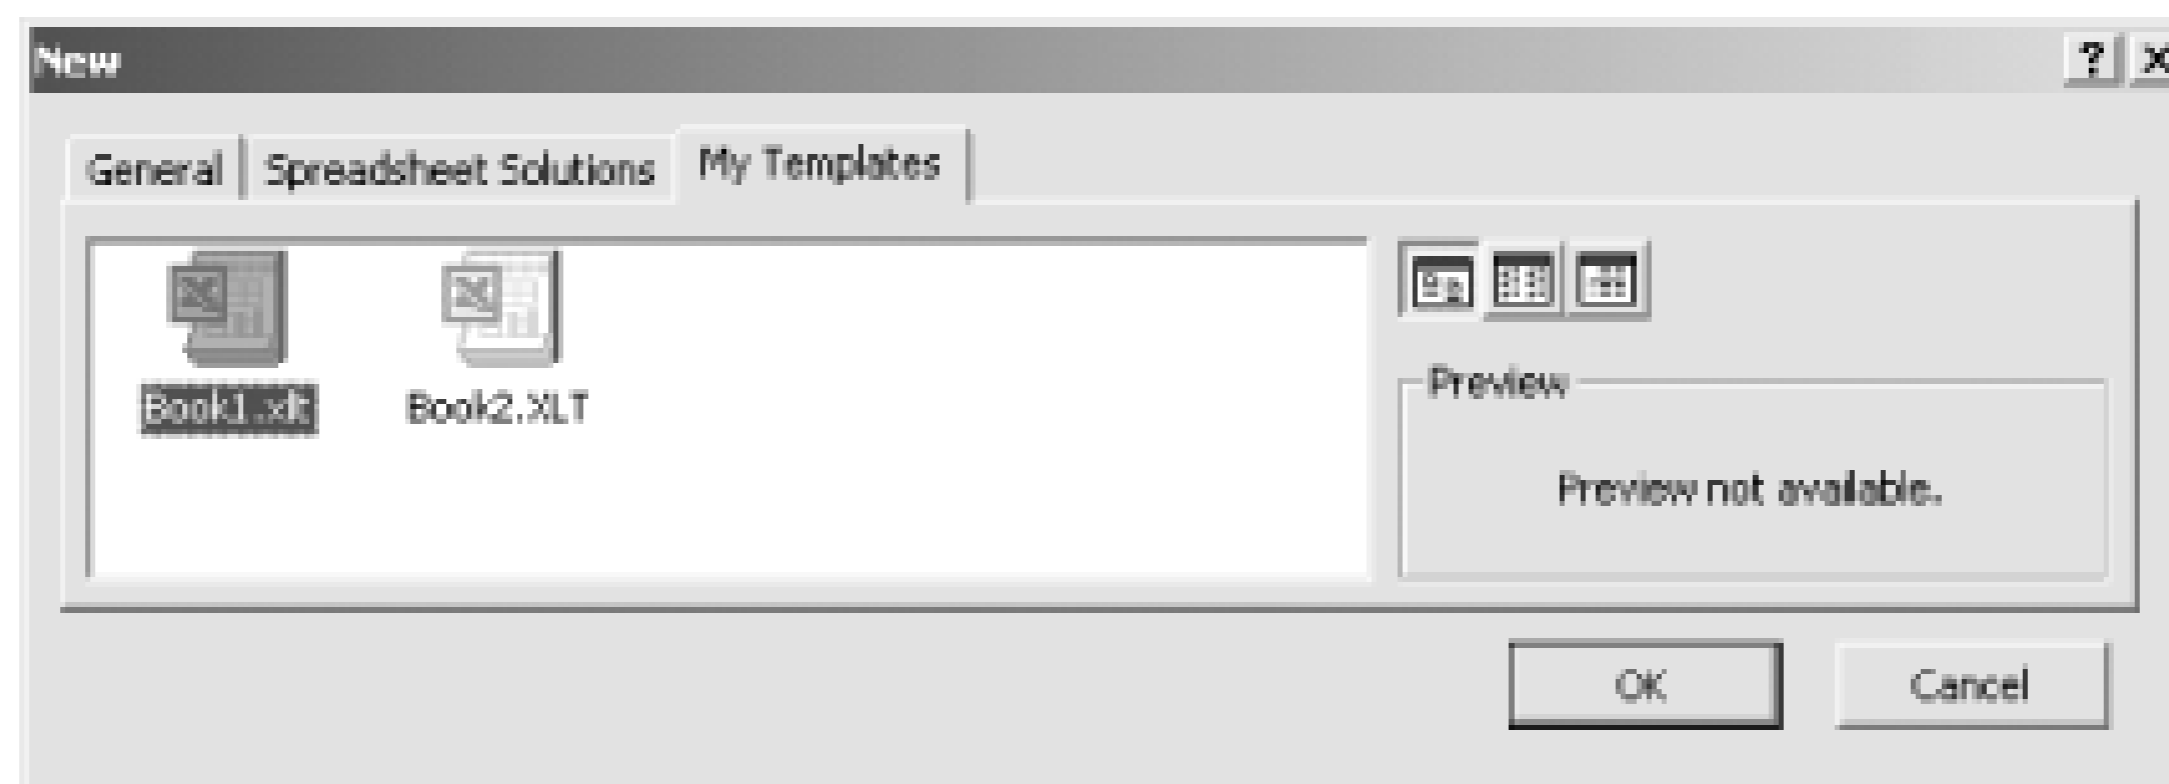 New ? X
General Spreadsheet Solutions My Templates
Book1.xlt Book2.XLT
Preview
Preview not available.
OK Cancel